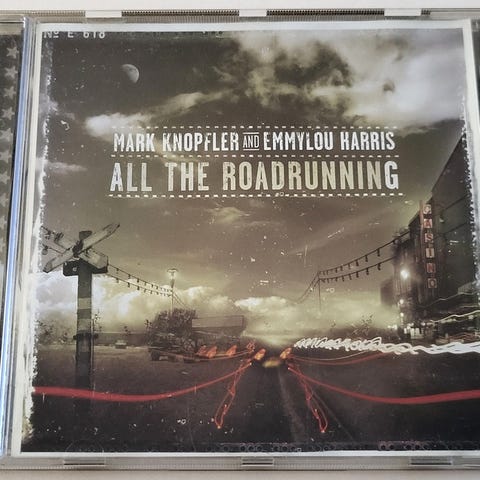 Nº E 618
MARK KNOPFLER AND EMMYLOU HARRIS
ALL THE ROADRUNNING
CASINO